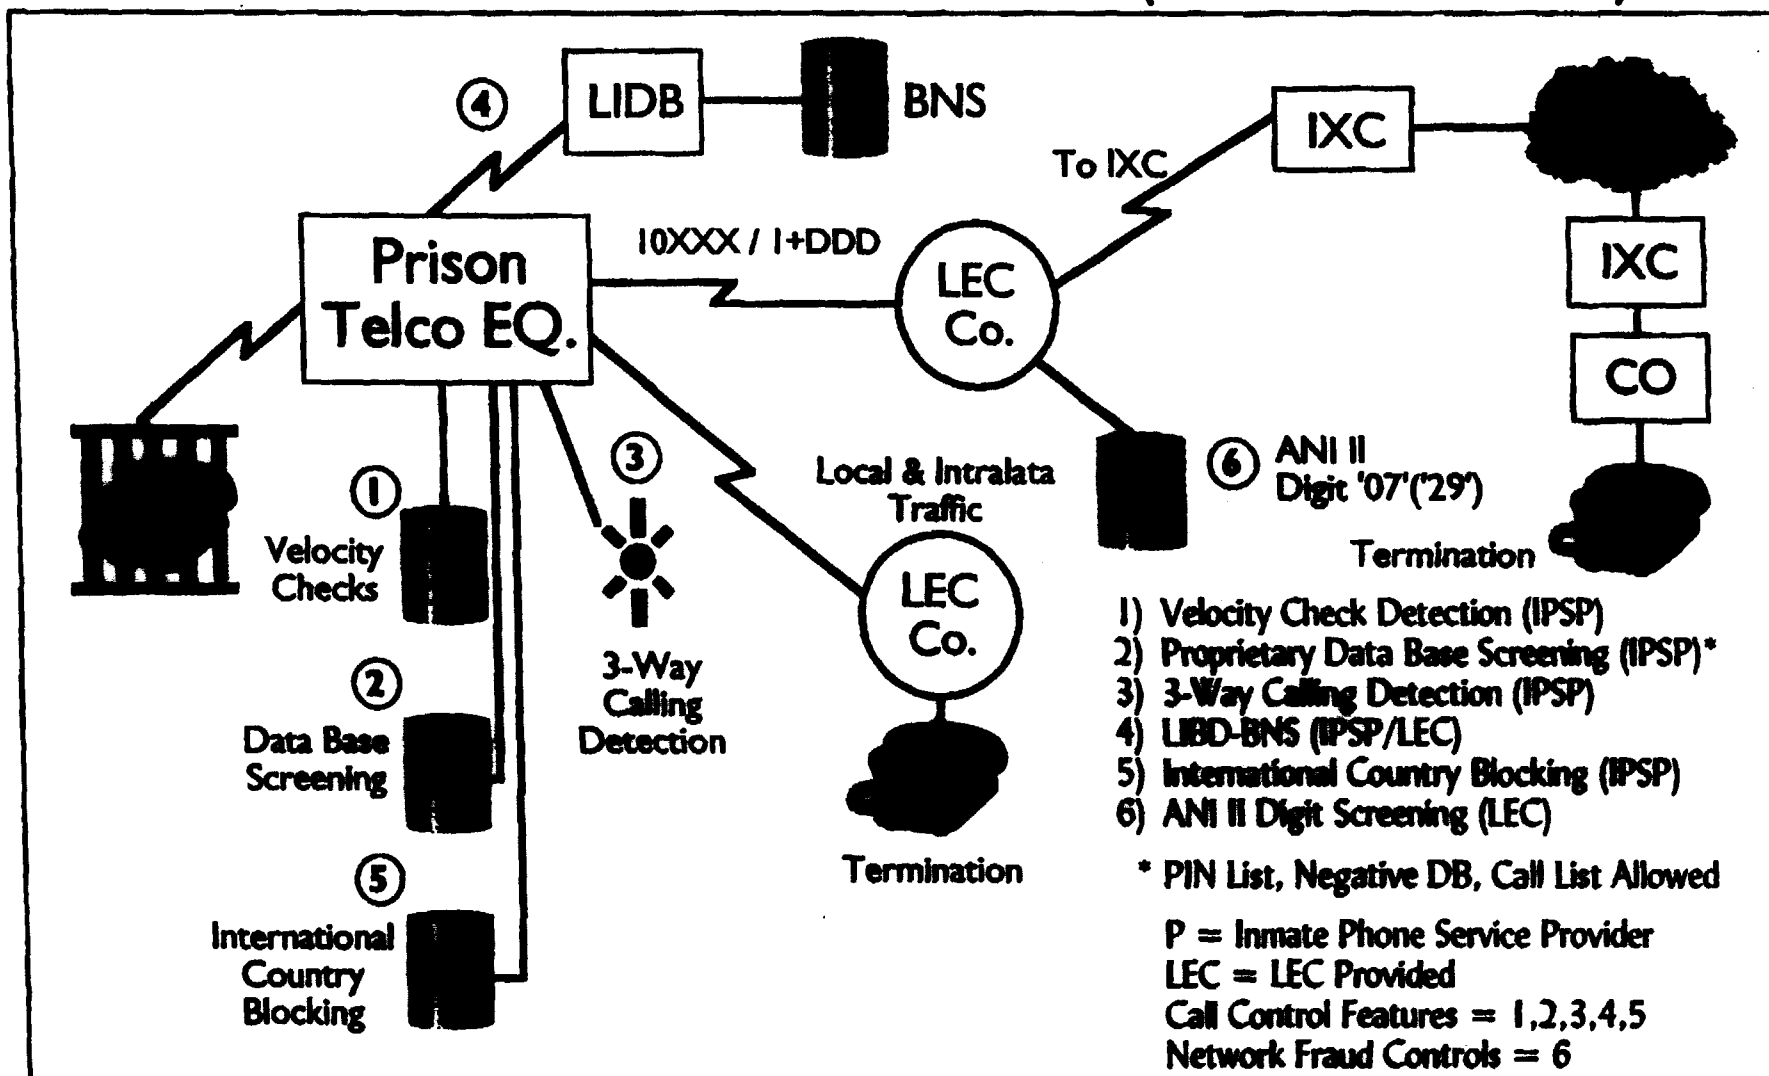 4
LIDB
BNS
To IXC
IXC
Prison
Telco EQ.
10XXX / 1+DDD
LEC
Co.
IXC
CO
1
Velocity
Checks
3
3-Way
Calling
Detection
Local & Intralata
Traffic
LEC
Co.
Termination
6
ANI II
Digit '07'('29')
Termination
2
Data Base
Screening
5
International
Country
Blocking
1) Velocity Check Detection (IPSP)
2) Proprietary Data Base Screening (IPSP)*
3) 3-Way Calling Detection (IPSP)
4) LIBD-BNS (IPSP/LEC)
5) International Country Blocking (IPSP)
6) ANI II Digit Screening (LEC)
* PIN List, Negative DB, Call List Allowed
P = Inmate Phone Service Provider
LEC = LEC Provided
Call Control Features = 1,2,3,4,5
Network Fraud Controls = 6